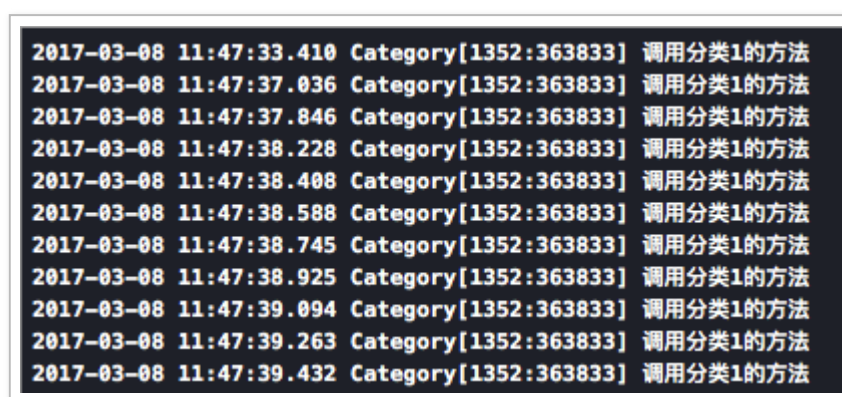 2017-03-08 11:47:33.410 Category[1352:363833] 调用分类1的方法
2017-03-08 11:47:37.036 Category[1352:363833] 调用分类1的方法
2017-03-08 11:47:37.846 Category[1352:363833] 调用分类1的方法
2017-03-08 11:47:38.228 Category[1352:363833] 调用分类1的方法
2017-03-08 11:47:38.408 Category[1352:363833] 调用分类1的方法
2017-03-08 11:47:38.588 Category[1352:363833] 调用分类1的方法
2017-03-08 11:47:38.745 Category[1352:363833] 调用分类1的方法
2017-03-08 11:47:38.925 Category[1352:363833] 调用分类1的方法
2017-03-08 11:47:39.094 Category[1352:363833] 调用分类1的方法
2017-03-08 11:47:39.263 Category[1352:363833] 调用分类1的方法
2017-03-08 11:47:39.432 Category[1352:363833] 调用分类1的方法